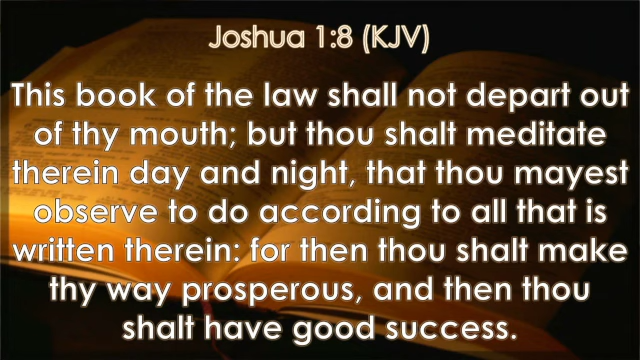 Joshua 1:8 (KJV)
This book of the law shall not depart out
of thy mouth; but thou shalt meditate
therein day and night, that thou mayest
observe to do according to all that is
written therein: for then thou shalt make
thy way prosperous, and then thou
shalt have good success.